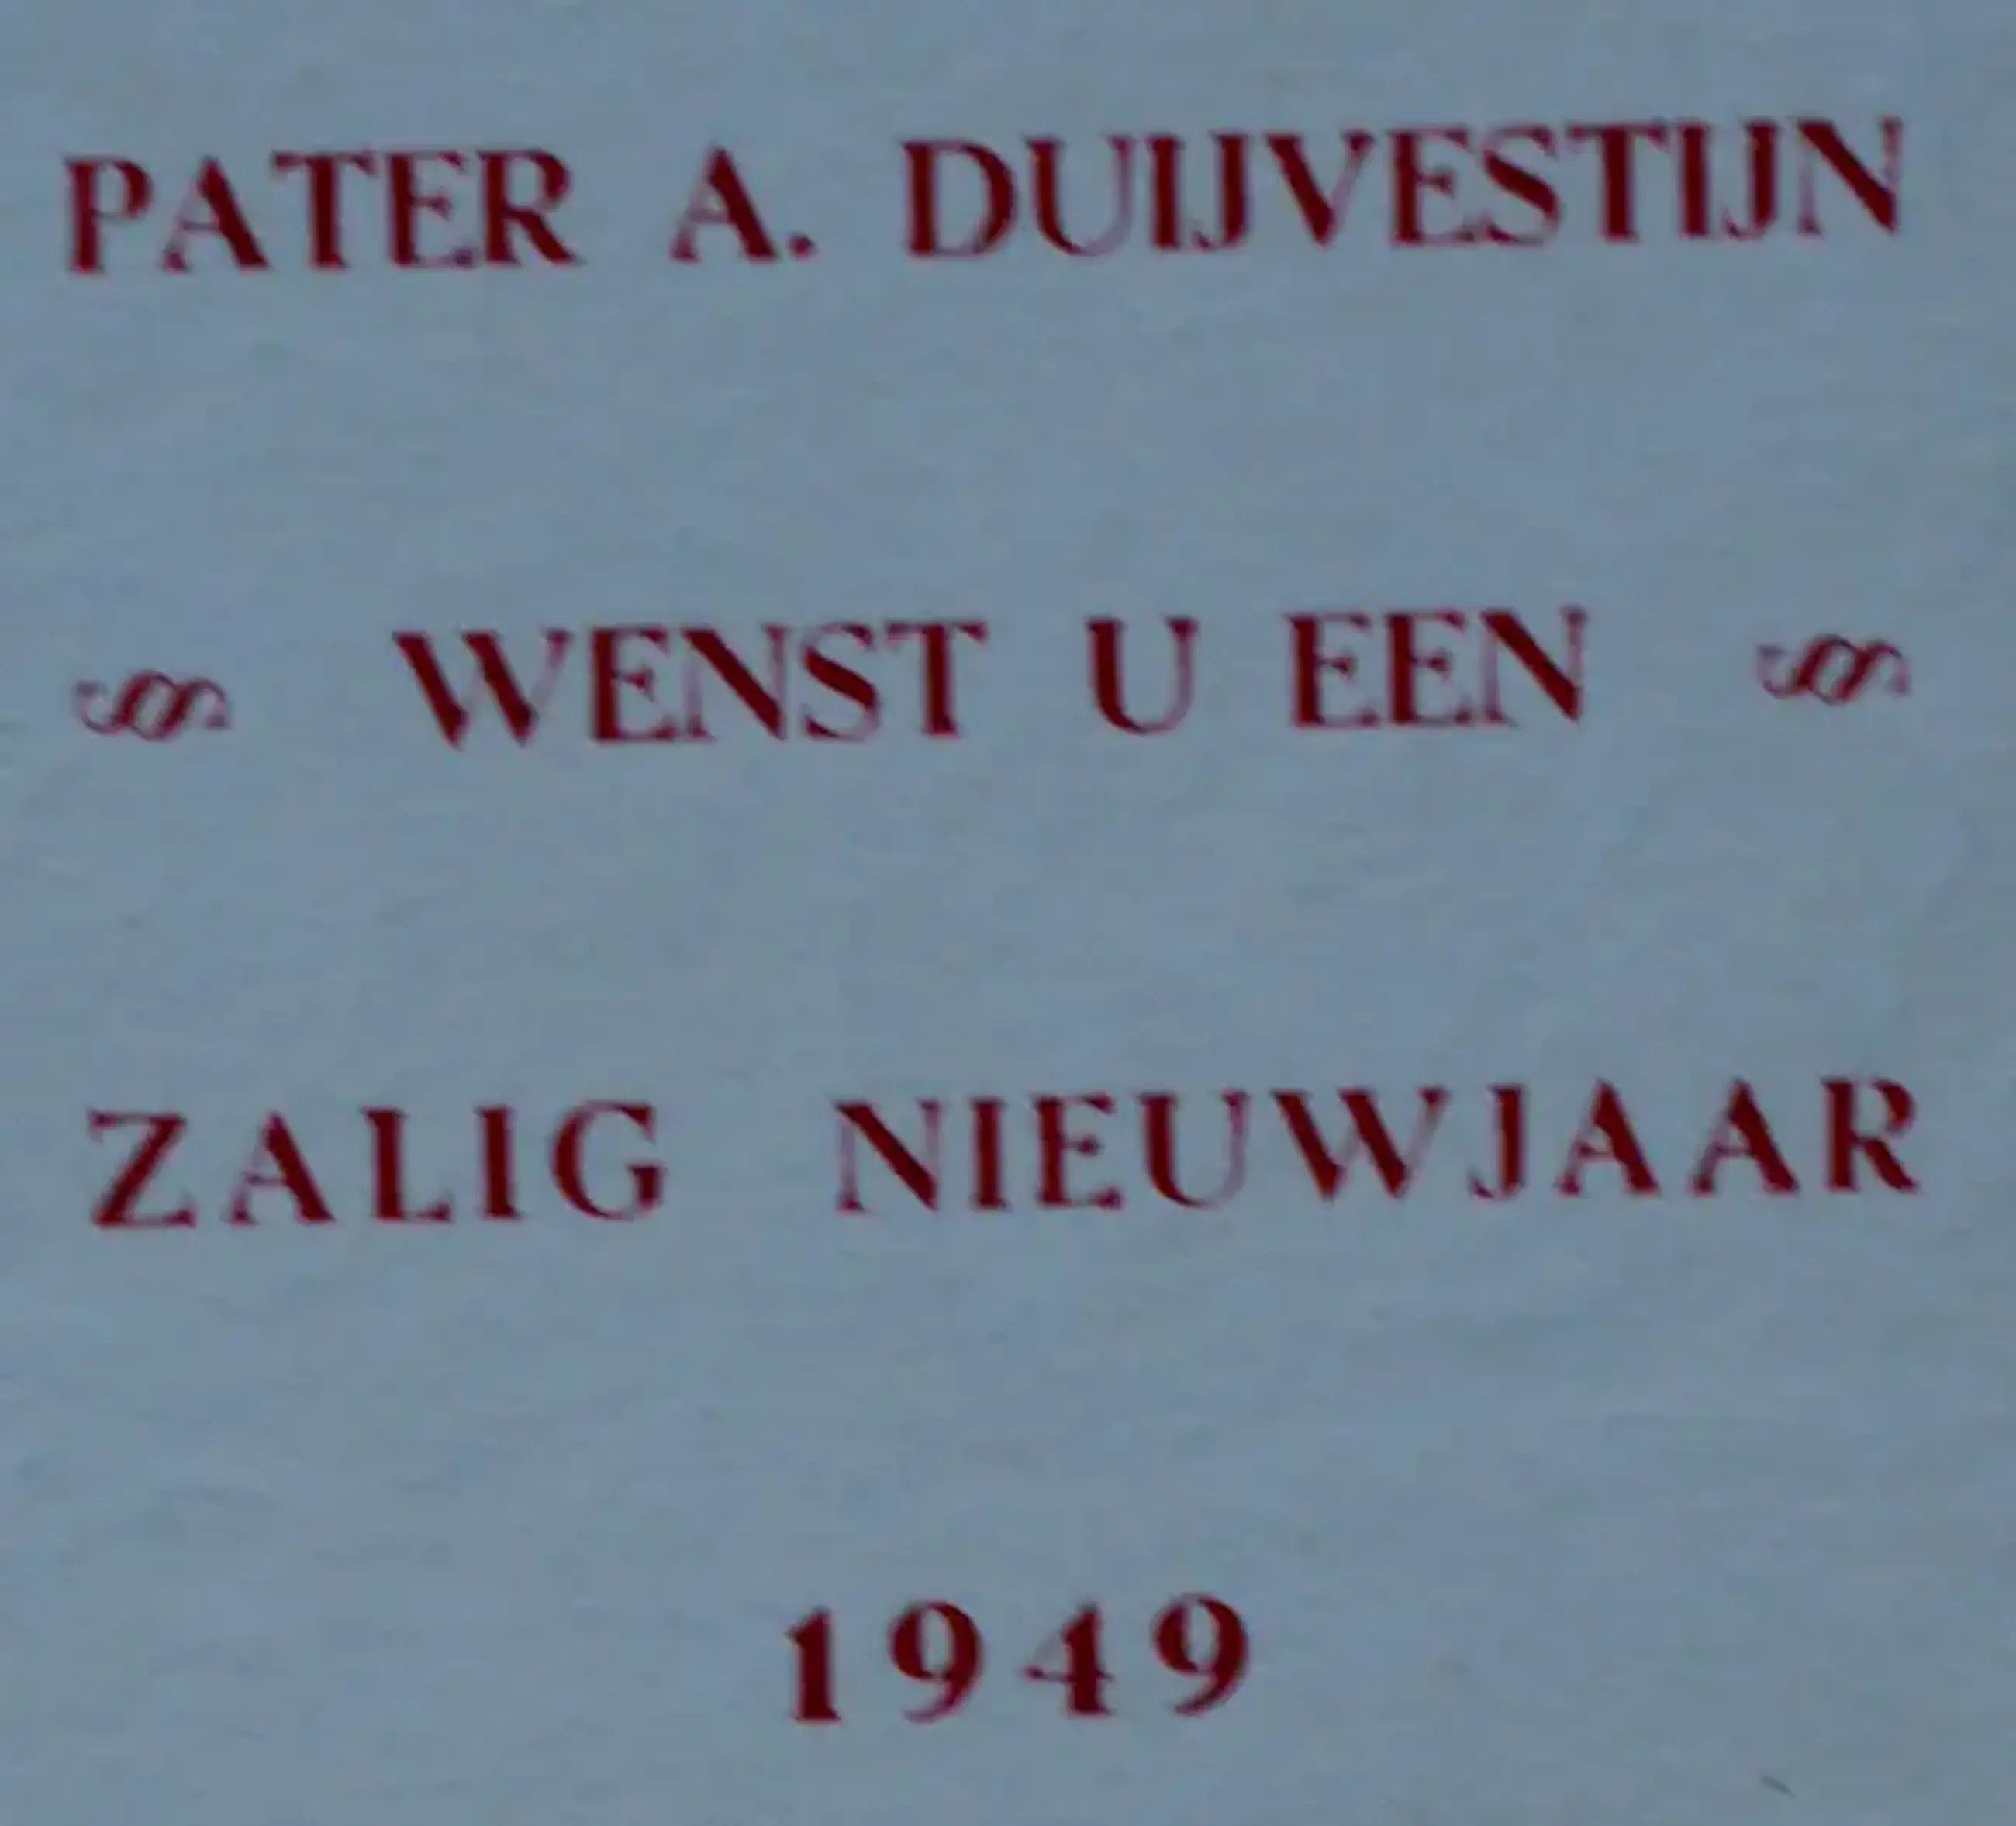 PATER A. DUIJVESTIJN
WENST U EEN
ZALIG NIEUWJAAR
1949